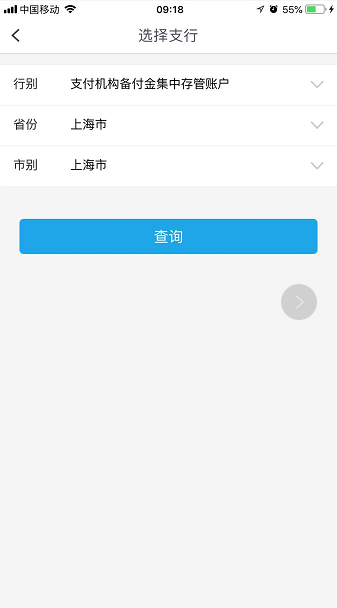 中国移动 09:18 55%
选择支行
行别 支付机构备付金集中存管账户
省份 上海市
市别 上海市
查询